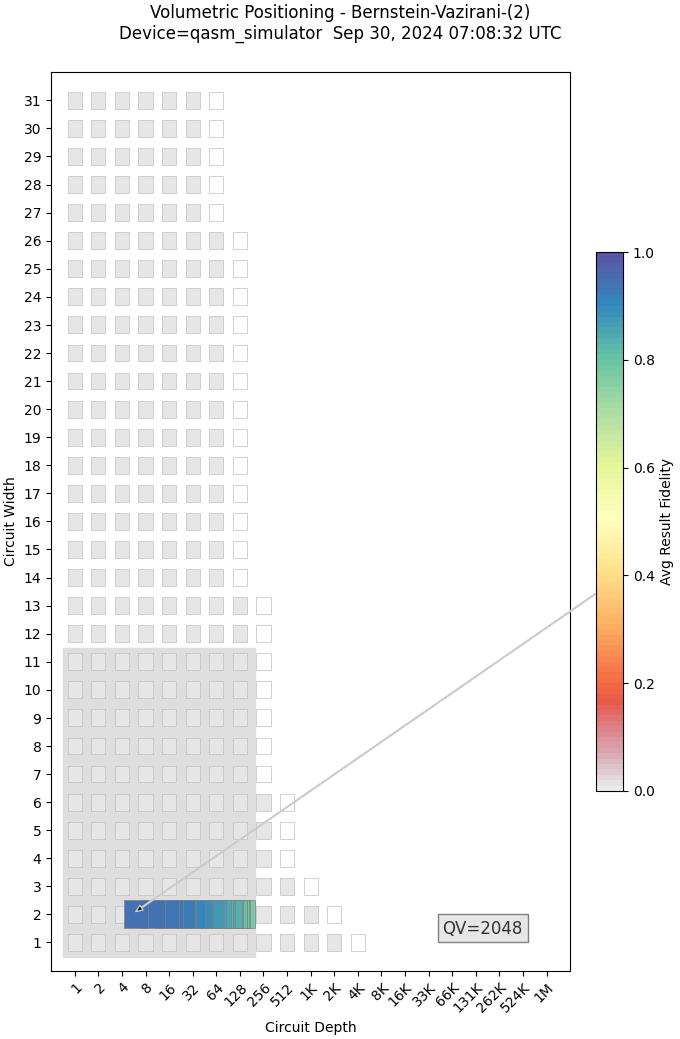 Volumetric Positioning - Bernstein-Vazirani-(2)
Device=qasm_simulator  Sep 30, 2024 07:08:32 UTC
31
30
29
28
27
26
25
24
23
22
21
20
19
18
17
16
15
14
13
12
11
10
9
8
7
6
5
4
3
2
1
Circuit Width
QV=2048
1
2
4
8
16
32
64
128
256
512
1K
2K
4K
8K
16K
33K
66K
131K
262K
524K
1M
Circuit Depth
1.0
0.8
0.6
0.4
0.2
0.0
Avg Result Fidelity